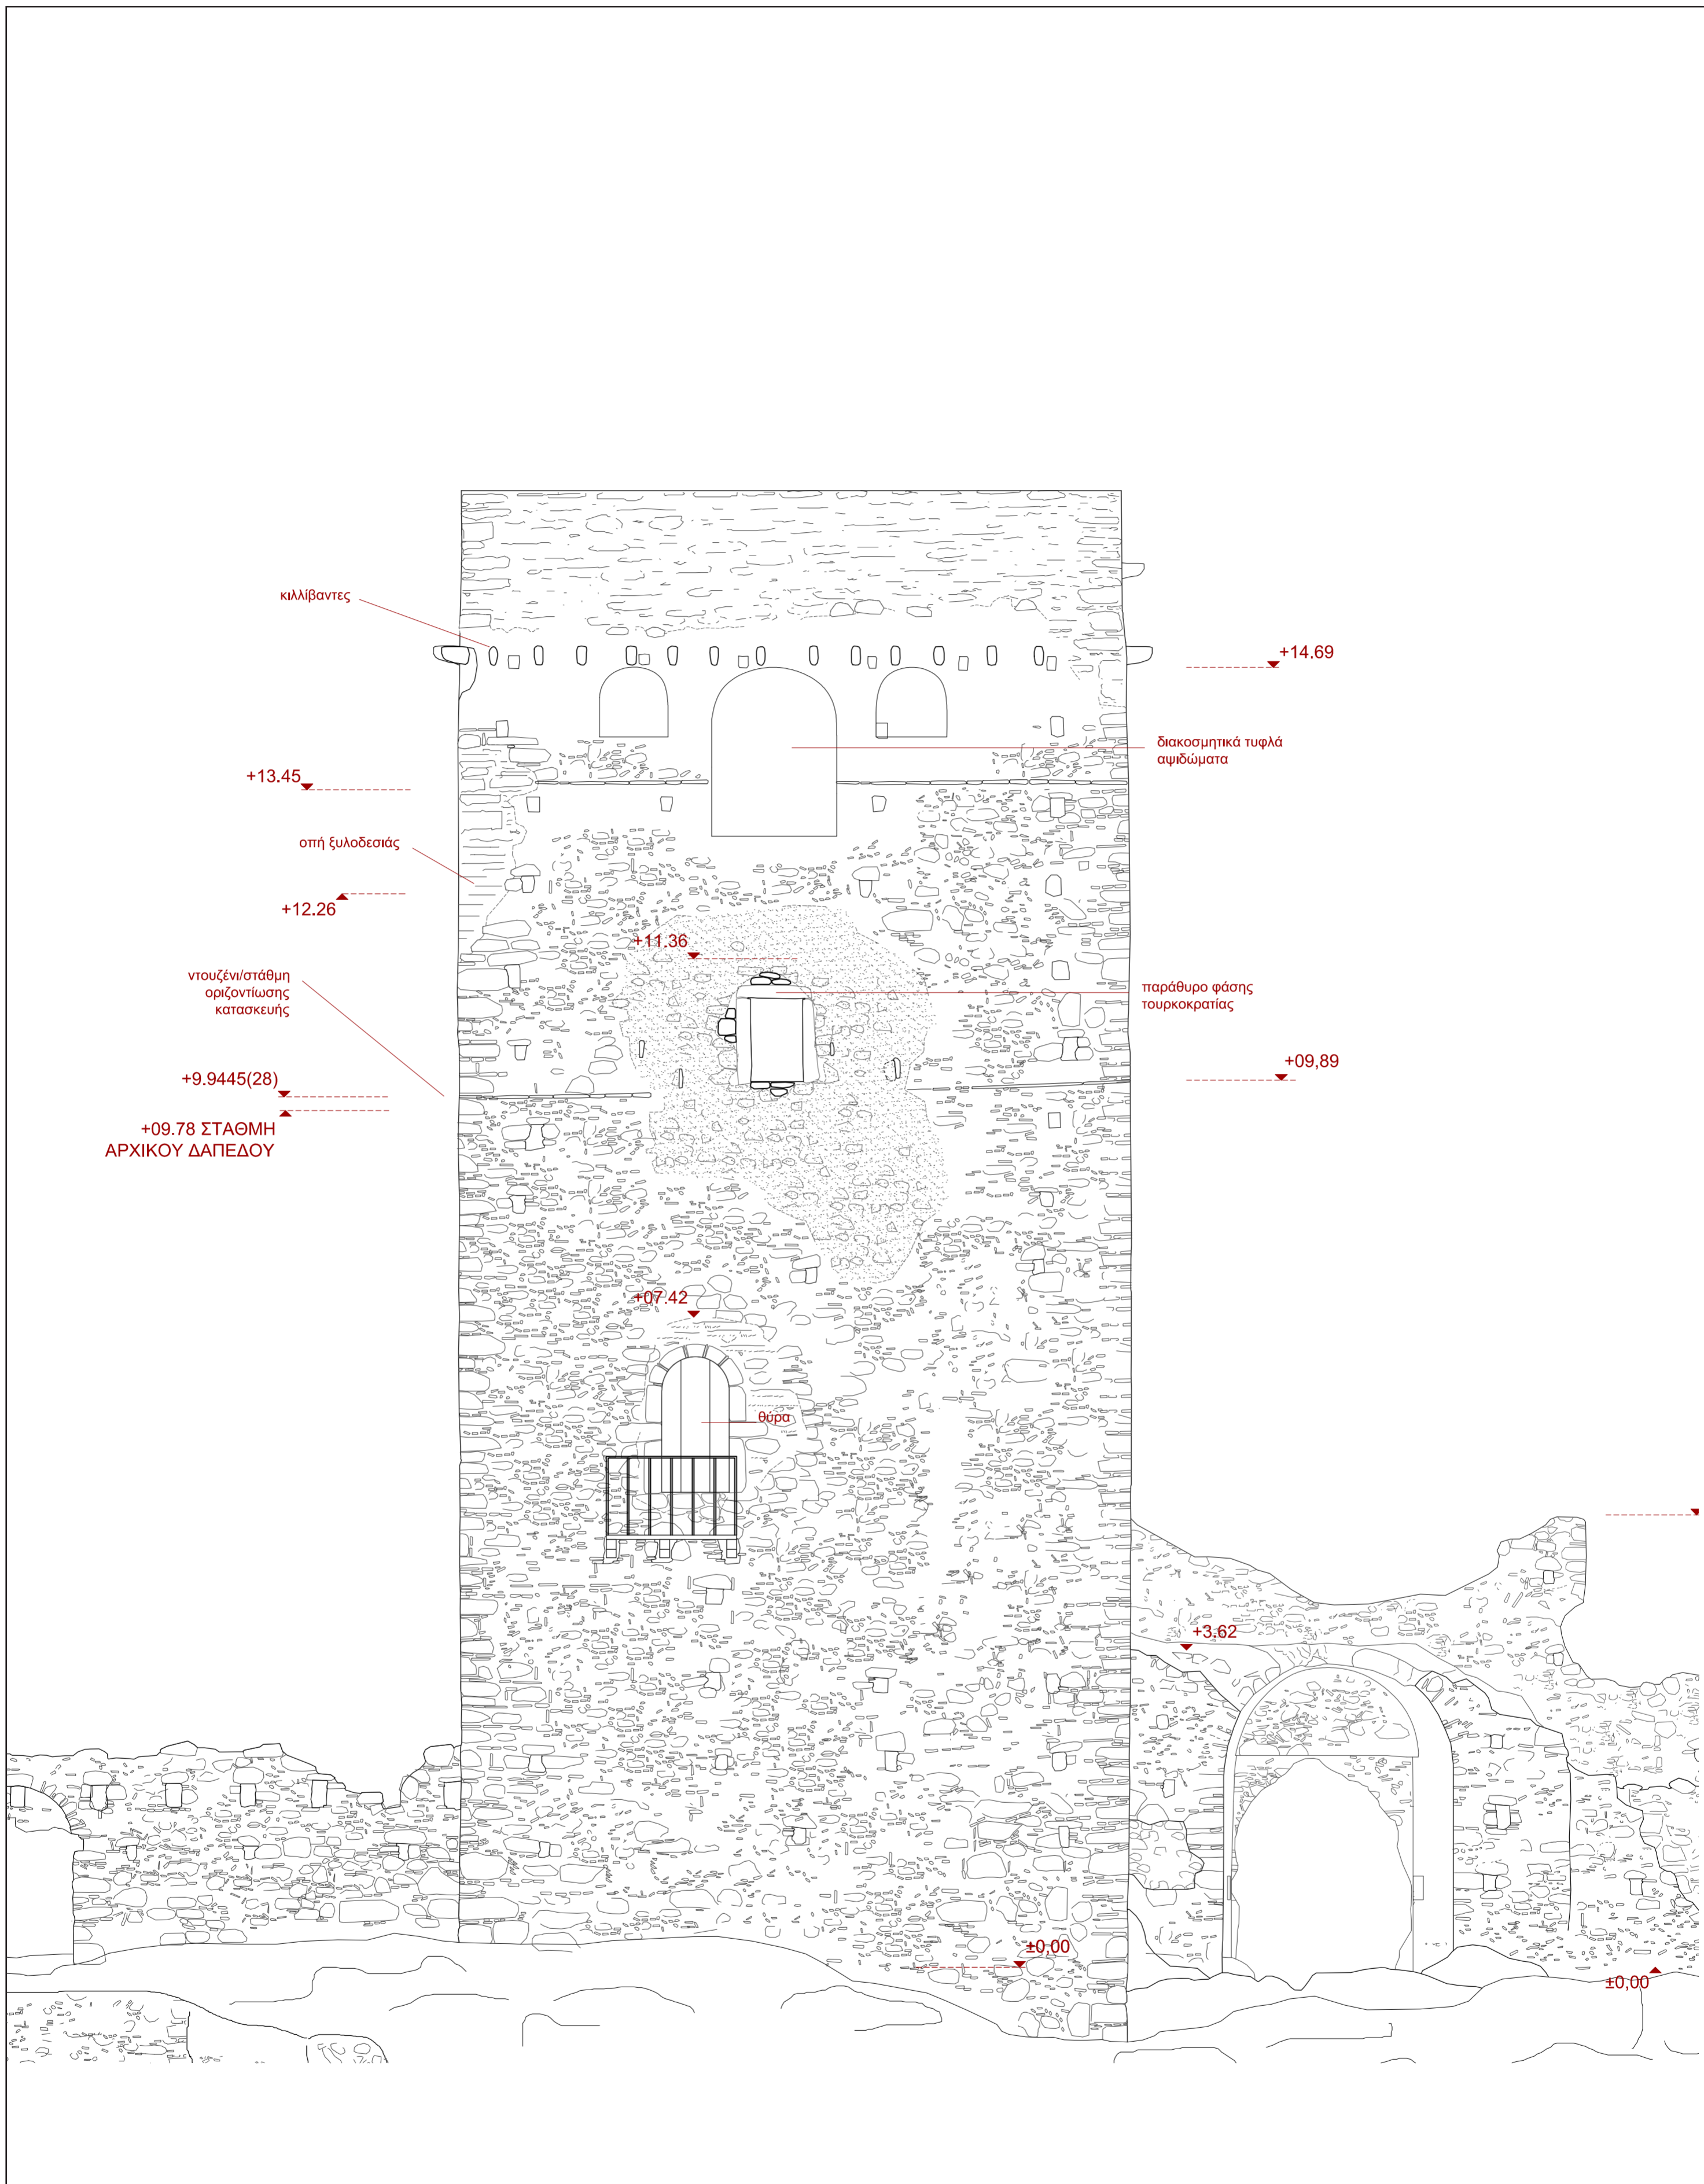 κιλλίβαντες
+14.69
διακοσμητικά τυφλά
αψιδώματα
+13.45
οπή ξυλοδεσιάς
+12.26
+11.36
ντουζένι/στάθμη
οριζοντίωσης
κατασκευής
παράθυρο φάσης
τουρκοκρατίας
+09,89
+9.9445(28)
+09.78 ΣΤΑΘΜΗ
ΑΡΧΙΚΟΥ ΔΑΠΕΔΟΥ
+07.42
θύρα
+3.62
±0,00
±0,00